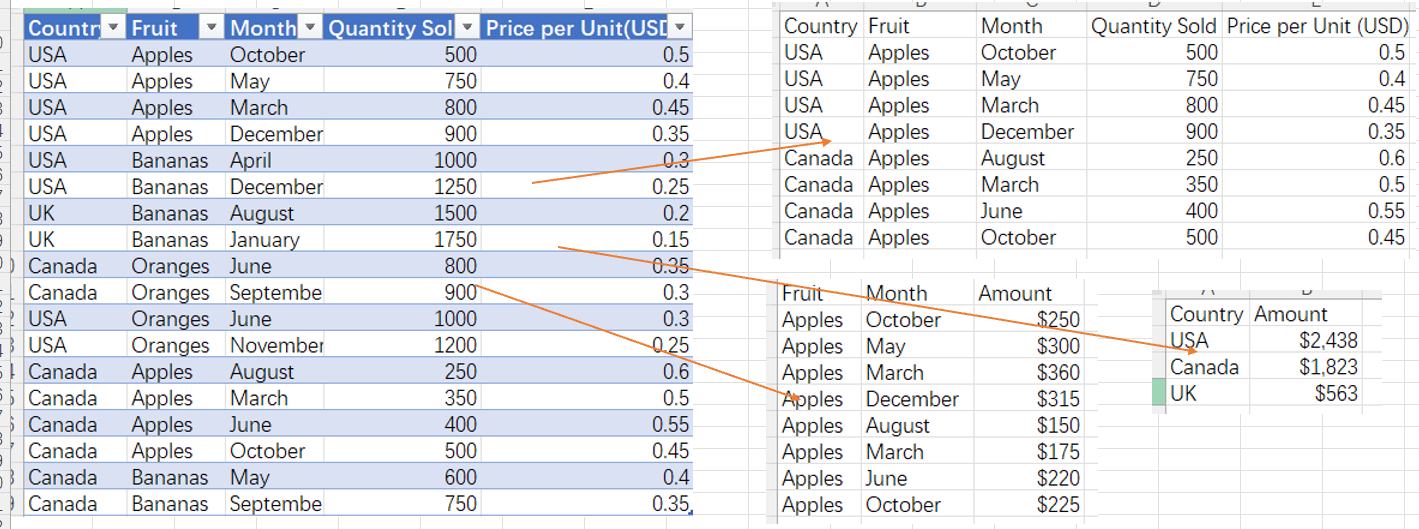 Countr Fruit Month Quantity Sol Price per Unit(USD
USA Apples October 500 0.5
USA Apples May 750 0.4
USA Apples March 800 0.45
USA Apples December 900 0.35
USA Bananas April 1000 0.3
USA Bananas December 1250 0.25
UK Bananas August 1500 0.2
UK Bananas January 1750 0.15
Canada Oranges June 800 0.35
Canada Oranges Septembe 900 0.3
USA Oranges June 1000 0.3
USA Oranges November 1200 0.25
Canada Apples August 250 0.6
Canada Apples March 350 0.5
Canada Apples June 400 0.55
Canada Apples October 500 0.45
Canada Bananas May 600 0.4
Canada Bananas Septembe 750 0.35
Country Fruit Month Quantity Sold Price per Unit (USD)
USA Apples October 500 0.5
USA Apples May 750 0.4
USA Apples March 800 0.45
USA Apples December 900 0.35
Canada Apples August 250 0.6
Canada Apples March 350 0.5
Canada Apples June 400 0.55
Canada Apples October 500 0.45
Fruit Month Amount
Apples October $250
Apples May $300
Apples March $360
Apples December $315
Apples August $150
Apples March $175
Apples June $220
Apples October $225
Country Amount
USA $2,438
Canada $1,823
UK $563